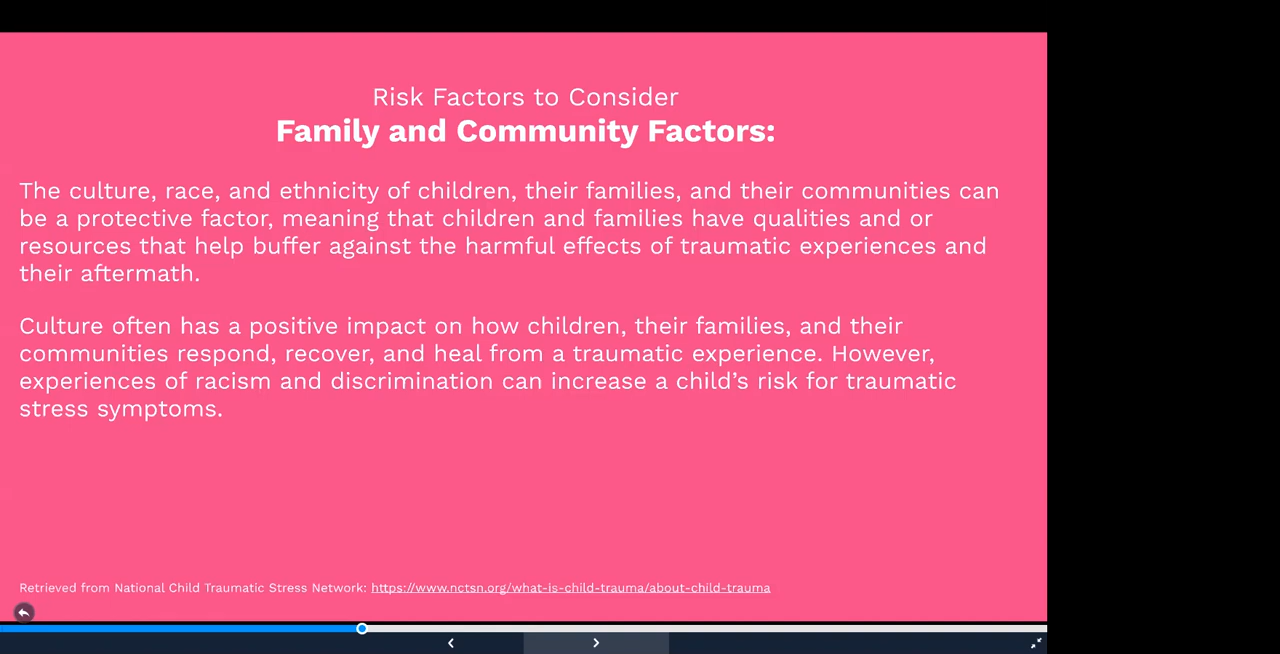 Risk Factors to Consider
Family and Community Factors:
The culture, race, and ethnicity of children, their families, and their communities can
be a protective factor, meaning that children and families have qualities and or
resources that help buffer against the harmful effects of traumatic experiences and
their aftermath.
Culture often has a positive impact on how children, their families, and their
communities respond, recover, and heal from a traumatic experience. However,
experiences of racism and discrimination can increase a child’s risk for traumatic
stress symptoms.
Retrieved from National Child Traumatic Stress Network: https://www.nctsn.org/what-is-child-trauma/about-child-trauma